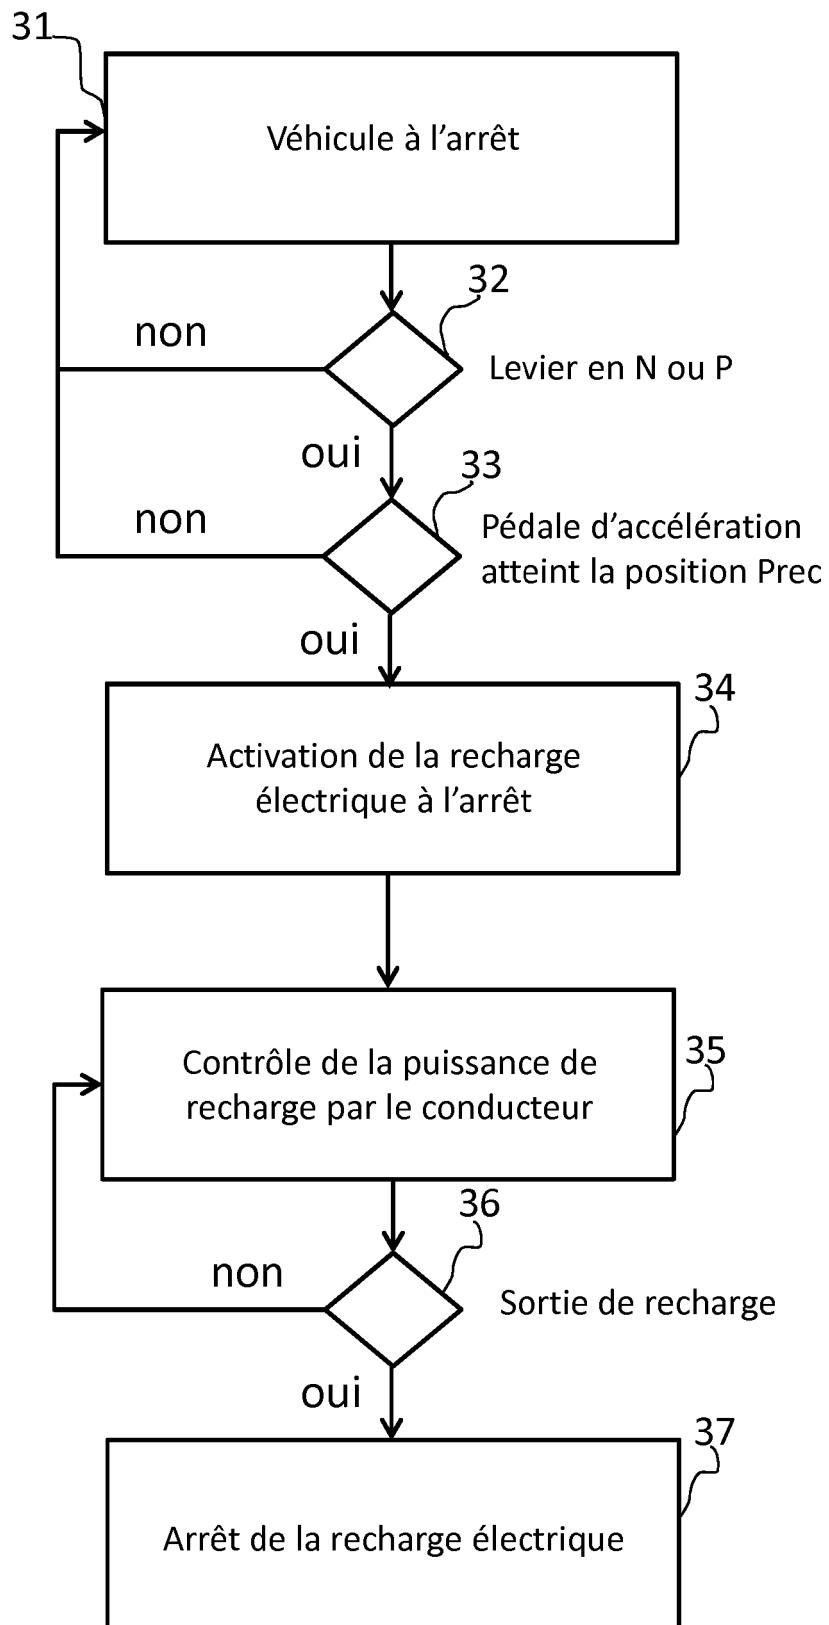 31
Véhicule à l’arrêt
32
non
Levier en N ou P
oui
33
non
Pédale d’accélération
atteint la position Prec
oui
34
Activation de la recharge
électrique à l’arrêt
35
Contrôle de la puissance de
recharge par le conducteur
36
non
Sortie de recharge
oui
37
Arrêt de la recharge électrique